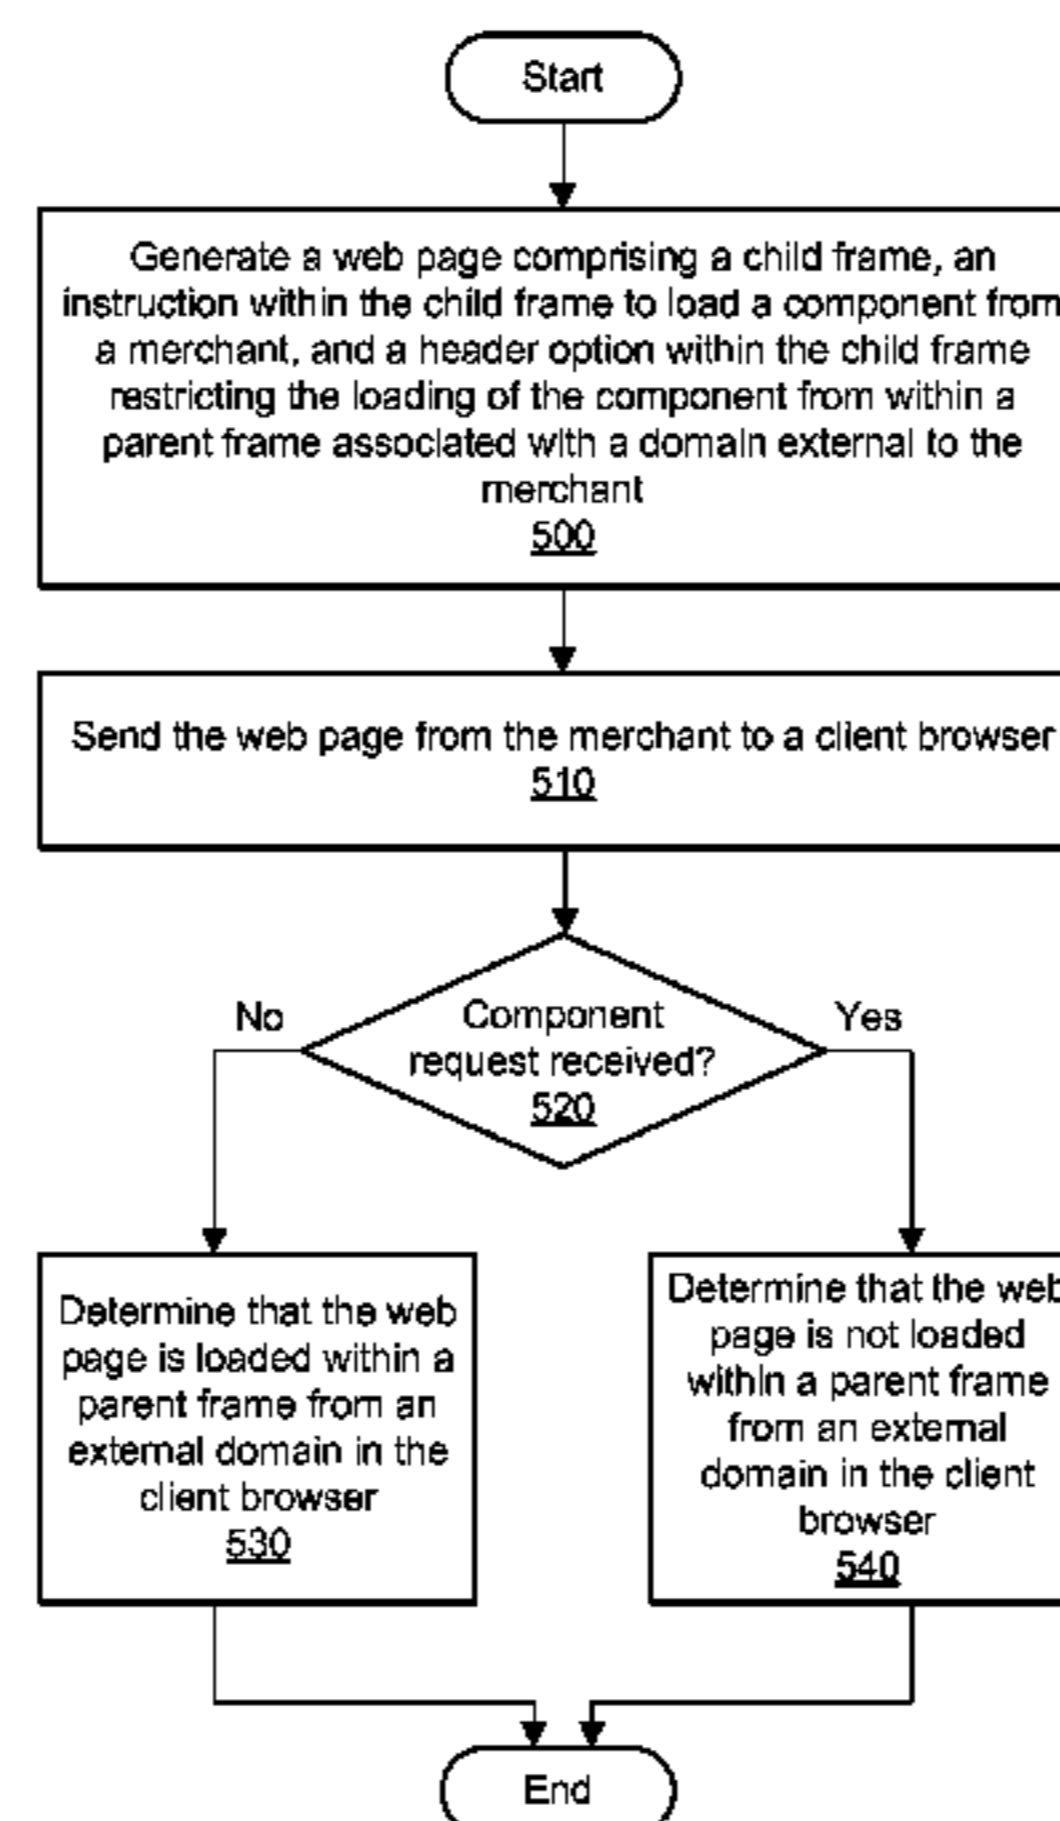 Start
Generate a web page comprising a child frame, an
instruction within the child frame to load a component from
a merchant, and a header option within the child frame
restricting the loading of the component from within a
parent frame associated with a domain external to the
merchant
500
Send the web page from the merchant to a client browser
510
No
Component
Yes
request received?
520
Determine that the web
page is loaded within a
parent frame from an
external domain in the
client browser
530
Determine that the web
page is not loaded
within a parent frame
from an external
domain in the client
browser
540
End